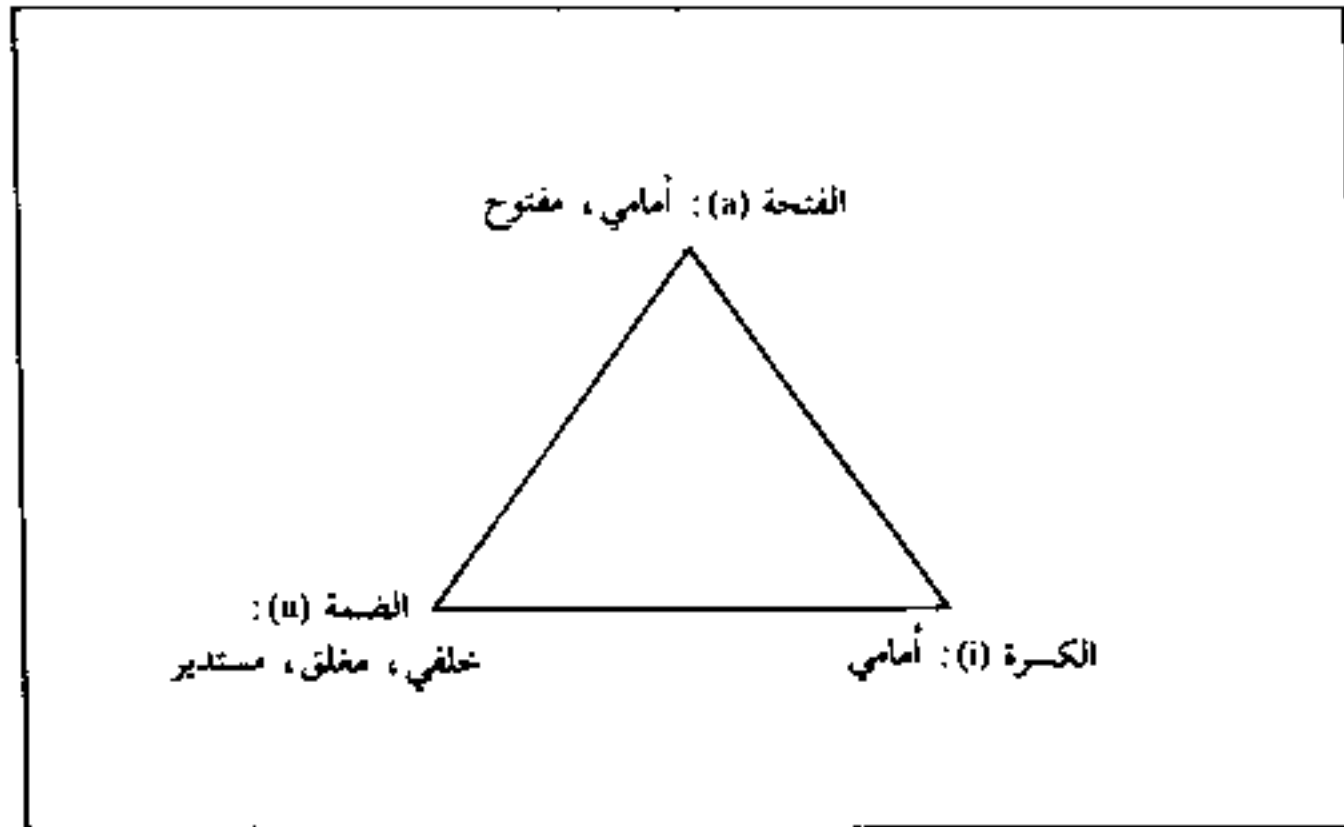 الفتحة (a): أمامي، مفتوح
الضمة (u):
خلفي، مغلق، مستدير
الكسرة (i): أمامي